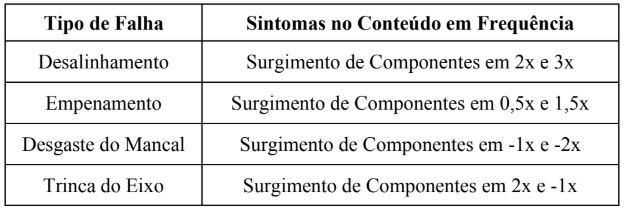 Tipo de Falha Sintomas no Conteúdo em Frequência
Desalinhamento Surgimento de Componentes em 2x e 3x
Empenamento Surgimento de Componentes em 0,5x e 1,5x
Desgaste do Mancal Surgimento de Componentes em -1x e -2x
Trinca do Eixo Surgimento de Componentes em 2x e -1x